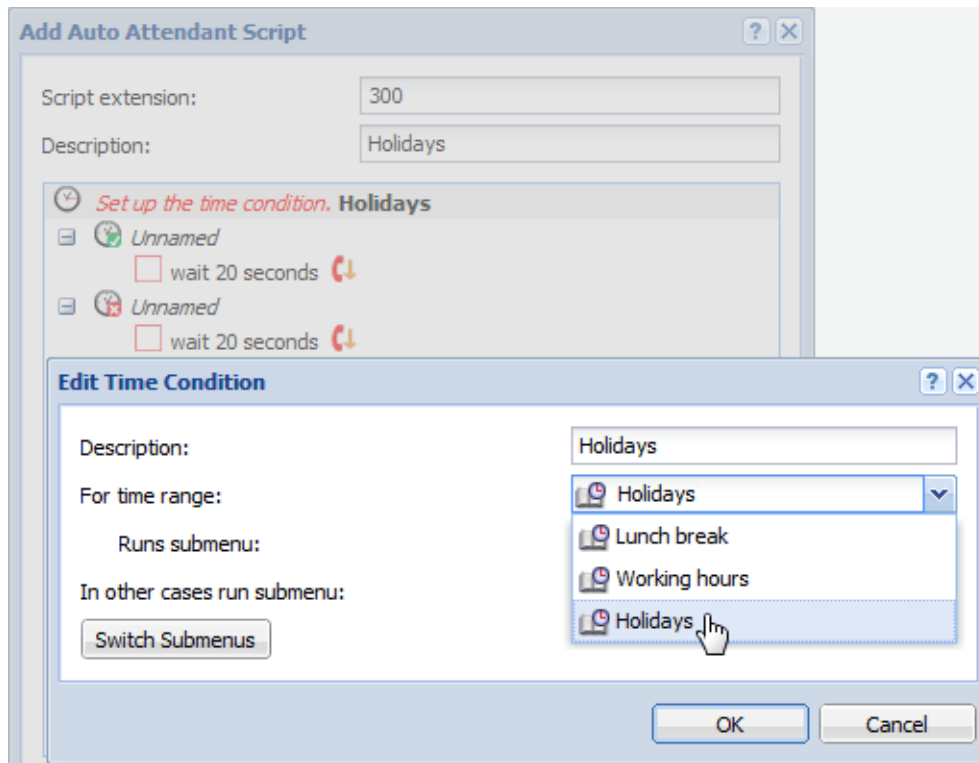 Add Auto Attendant Script
Script extension: 300
Description: Holidays
Set up the time condition. Holidays
Unnamed
wait 20 seconds
Unnamed
wait 20 seconds
Edit Time Condition
Description: Holidays
For time range: Holidays
Lunch break
Runs submenu:
Working hours
In other cases run submenu:
Holidays
Switch Submenus
OK Cancel